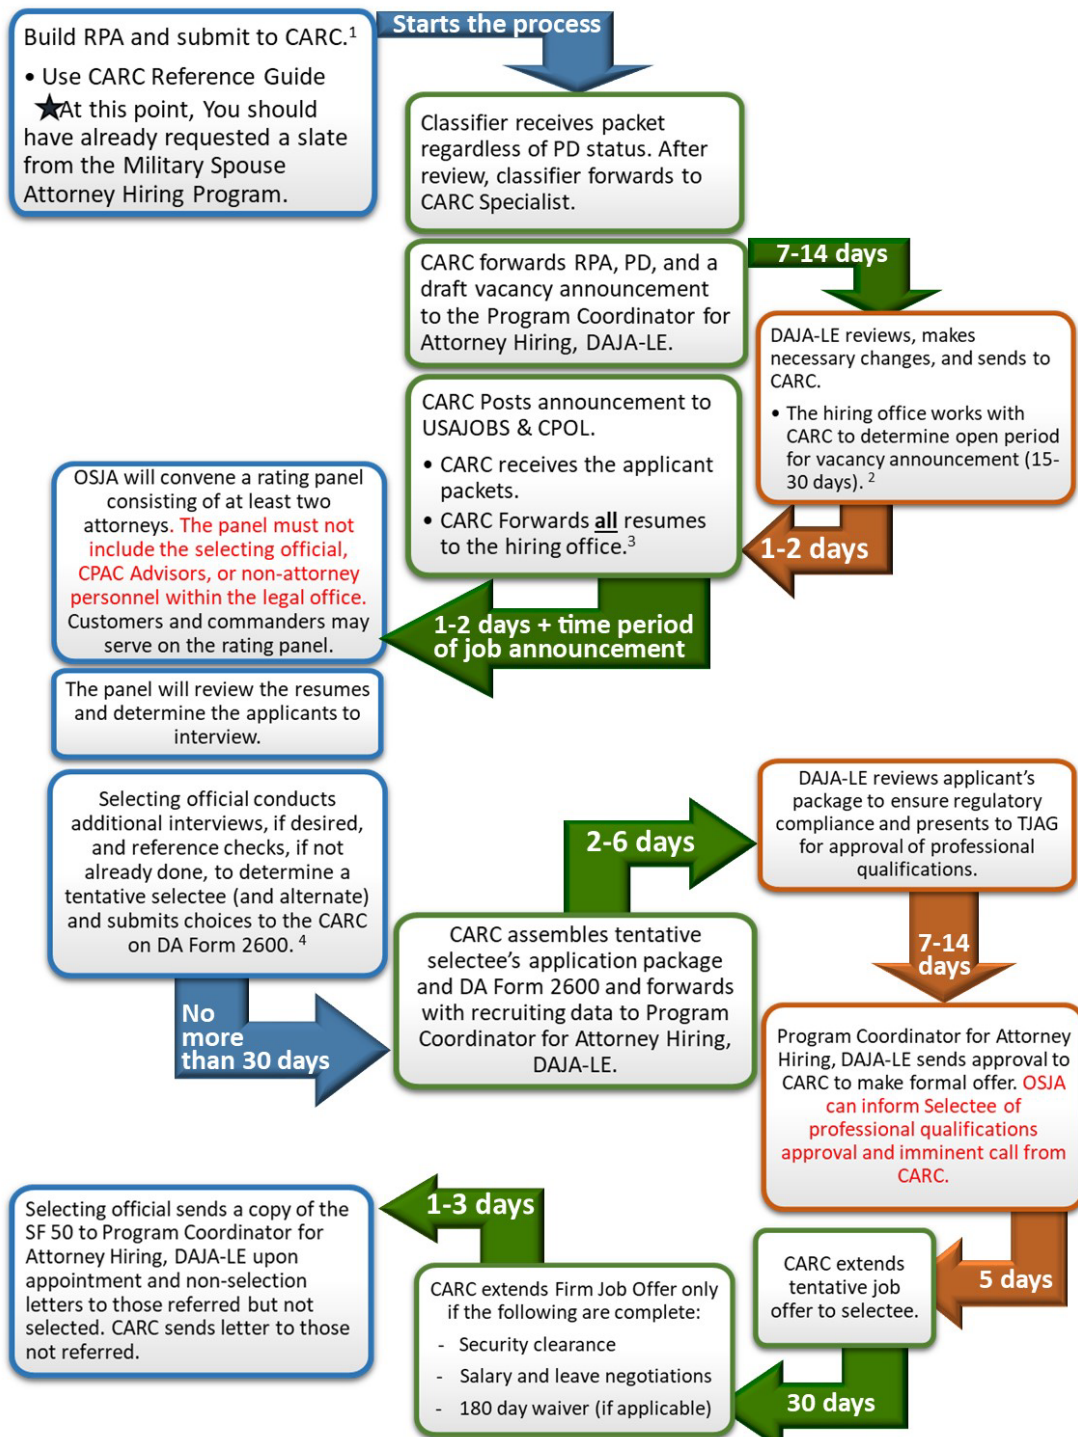 Build RPA and submit to CARC.1
• Use CARC Reference Guide
At this point, You should
have already requested a slate
from the Military Spouse
Attorney Hiring Program.
Starts the process
Classifier receives packet
regardless of PD status. After
review, classifier forwards to
CARC Specialist.
CARC forwards RPA, PD, and a
draft vacancy announcement
to the Program Coordinator for
Attorney Hiring, DAJA-LE.
7-14 days
DAJA-LE reviews, makes
necessary changes, and sends to
CARC.
• The hiring office works with
CARC to determine open period
for vacancy announcement (15-
30 days). 2
1-2 days
CARC Posts announcement to
USAJOBS & CPOL.
• CARC receives the applicant
packets.
• CARC Forwards all resumes
to the hiring office.3
1-2 days + time period
of job announcement
OSJA will convene a rating panel
consisting of at least two
attorneys. The panel must not
include the selecting official,
CPAC Advisors, or non-attorney
personnel within the legal office.
Customers and commanders may
serve on the rating panel.
The panel will review the resumes
and determine the applicants to
interview.
Selecting official conducts
additional interviews, if desired,
and reference checks, if not
already done, to determine a
tentative selectee (and alternate)
and submits choices to the CARC
on DA Form 2600. 4
No
more
than 30 days
CARC assembles tentative
selectee's application package
and DA Form 2600 and forwards
with recruiting data to Program
Coordinator for Attorney Hiring,
DAJA-LE.
2-6 days
DAJA-LE reviews applicant's
package to ensure regulatory
compliance and presents to TJAG
for approval of professional
qualifications.
7-14
days
Program Coordinator for Attorney
Hiring, DAJA-LE sends approval to
CARC to make formal offer. OSJA
can inform Selectee of
professional qualifications
approval and imminent call from
CARC.
5 days
CARC extends
tentative job
offer to selectee.
30 days
CARC extends Firm Job Offer only
if the following are complete:
- Security clearance
- Salary and leave negotiations
- 180 day waiver (if applicable)
1-3 days
Selecting official sends a copy of the
SF 50 to Program Coordinator for
Attorney Hiring, DAJA-LE upon
appointment and non-selection
letters to those referred but not
selected. CARC sends letter to those
not referred.